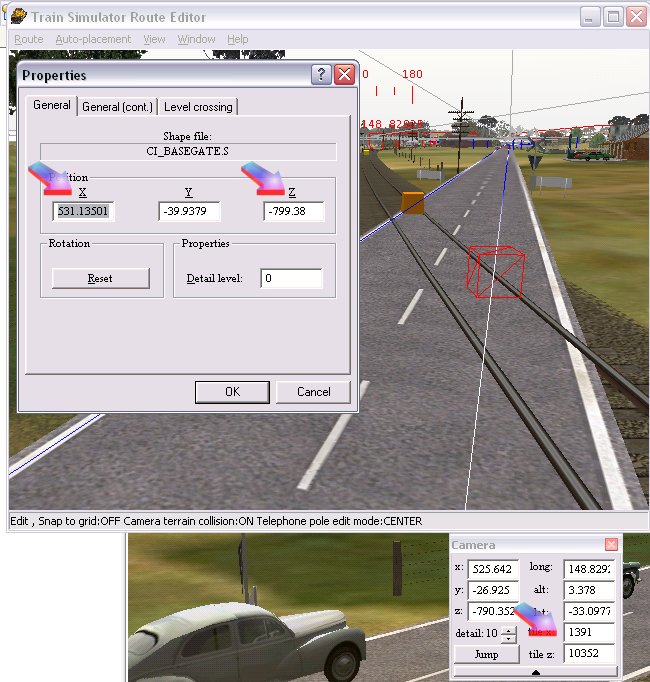 Train Simulator Route Editor
Route Auto-placement View Window Help
Properties
General General (cont.) Level crossing
Shape file:
CI_BASEGATE.S
Position
X Y Z
531.13501 -39.9379 -799.38
Rotation Properties
Reset Detail level: 0
OK Cancel
0 180
148
Edit , Snap to grid:OFF Camera terrain collision:ON Telephone pole edit mode:CENTER
Camera
x: 525.642 long: 148.829
y: -26.925 alt: 3.378
z: -790.352 lat: -33.0977
detail: 10 tile x: 1391
Jump tile z: 10352